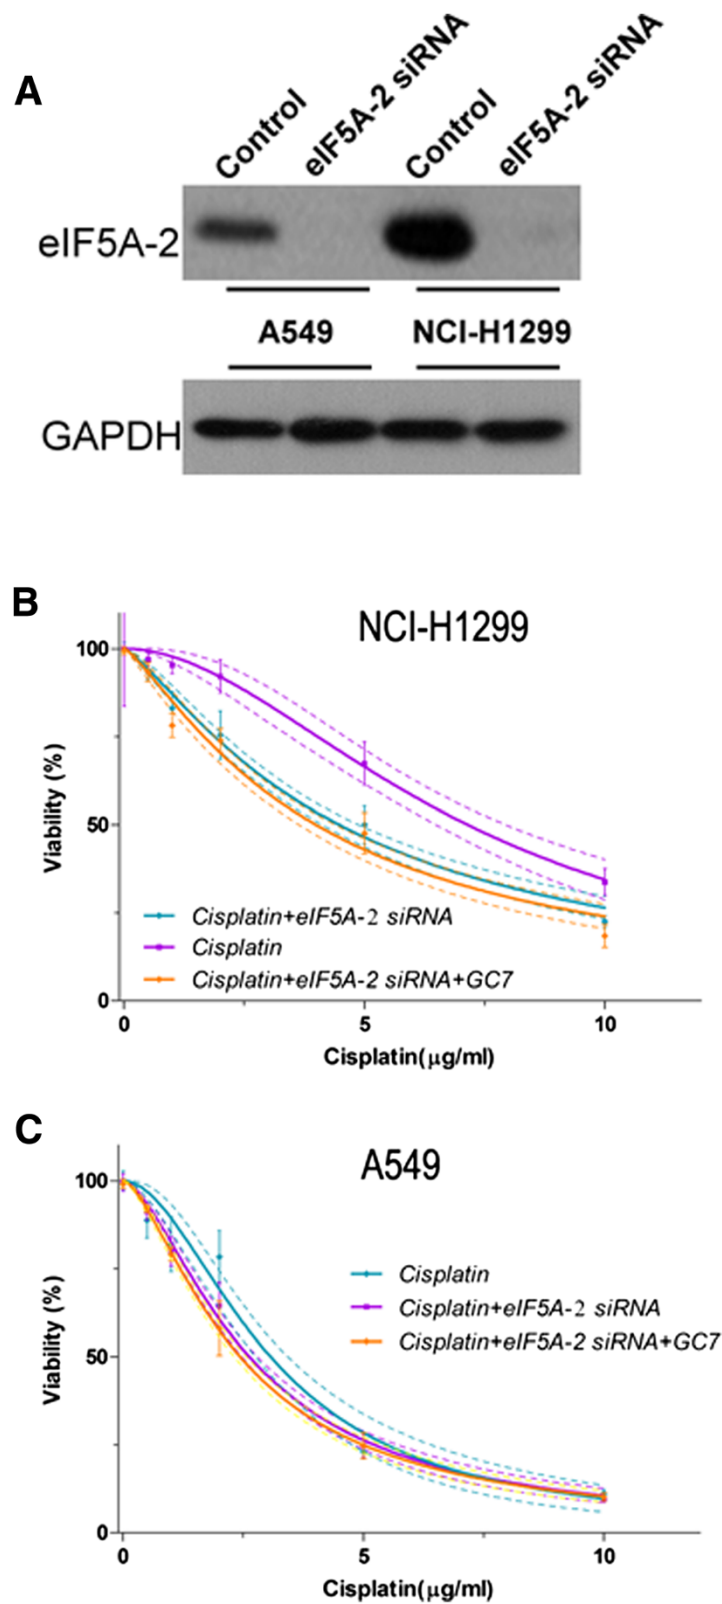 A
Control
eIF5A-2 siRNA
Control
eIF5A-2 siRNA
eIF5A-2
A549
NCI-H1299
GAPDH
B
NCI-H1299
100
50
0
Viability (%)
Cisplatin+eIF5A-2 siRNA
Cisplatin
Cisplatin+eIF5A-2 siRNA+GC7
0
5
10
Cisplatin(μg/ml)
C
A549
100
50
0
Viability (%)
Cisplatin
Cisplatin+eIF5A-2 siRNA
Cisplatin+eIF5A-2 siRNA+GC7
0
5
10
Cisplatin(μg/ml)